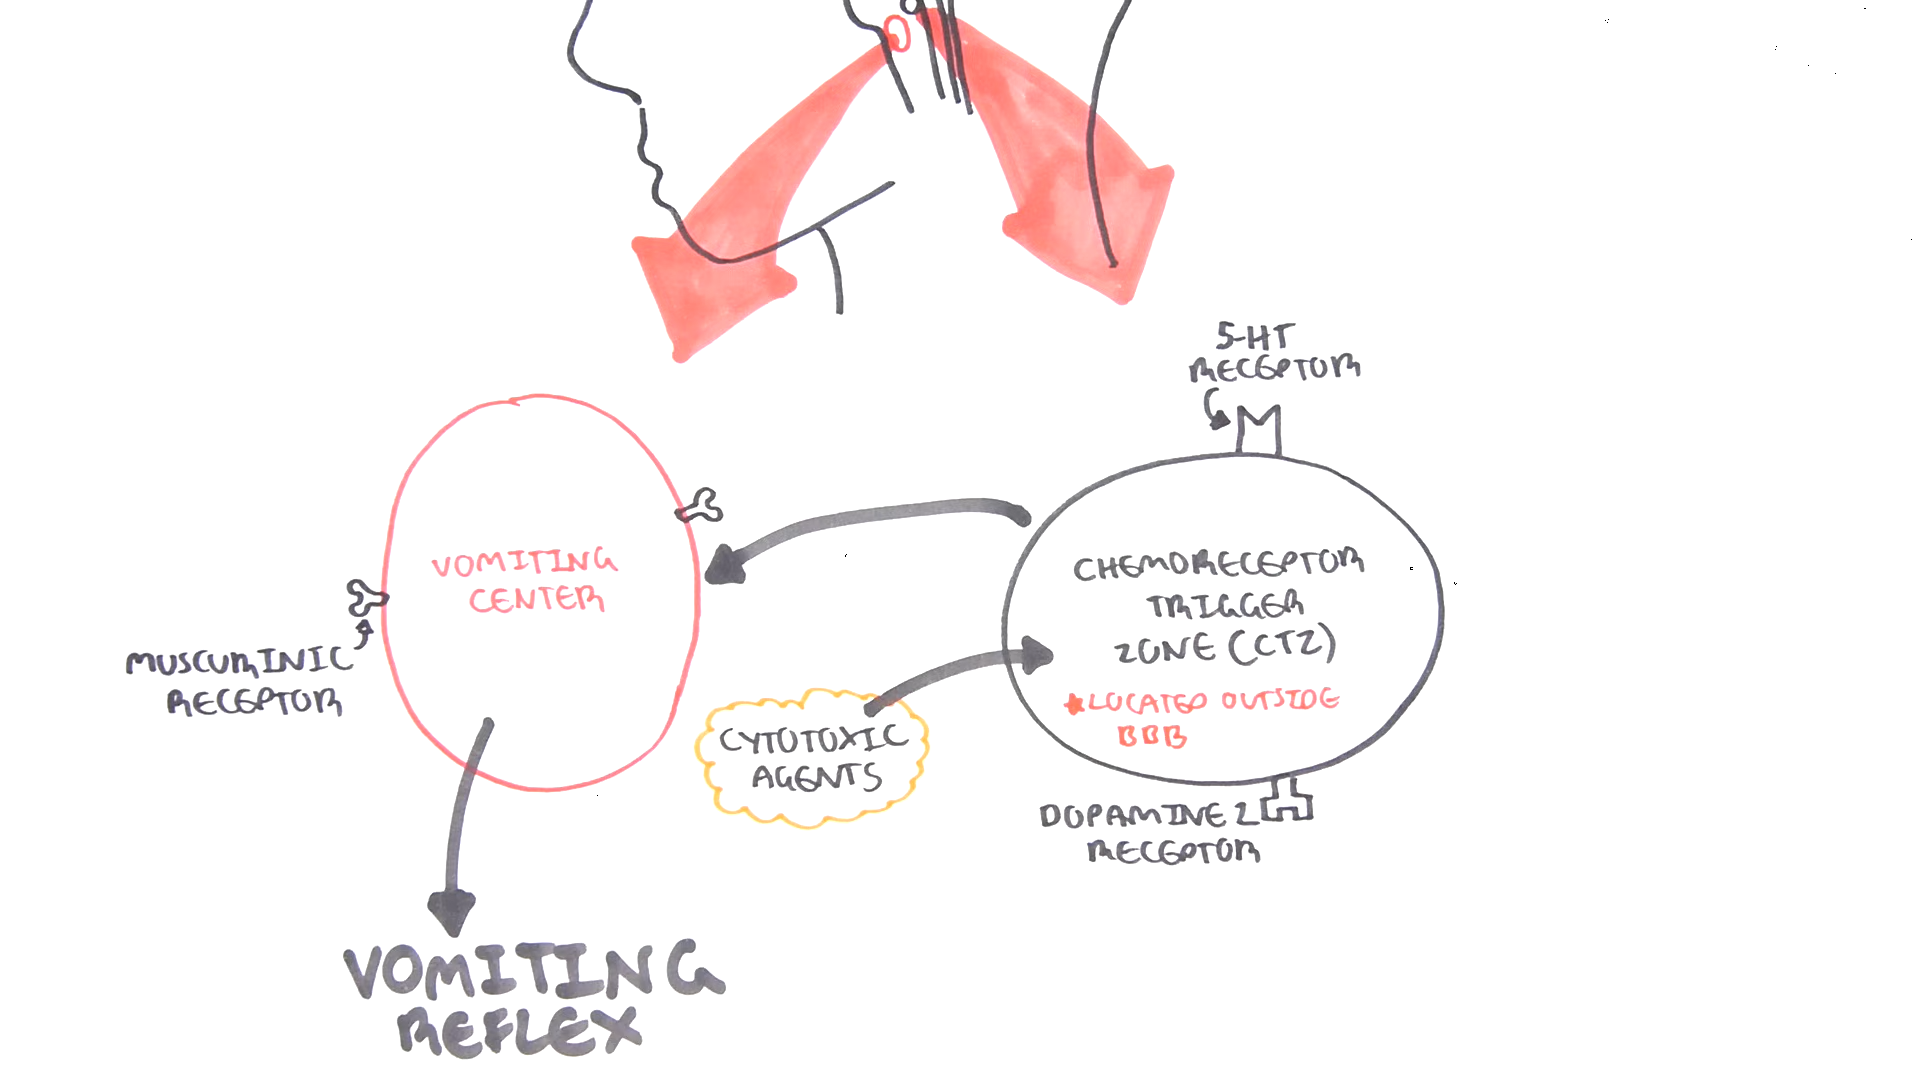 5-HT
RECEPTOR
VOMITING
CENTER
CHEMORECEPTOR
TRIGGER
ZONE (CTZ)
*LOCATED OUTSIDE
BBB
MUSCURINIC
RECEPTOR
CYTOTOXIC
AGENTS
DOPAMINE 2
RECEPTOR
VOMITING
REFLEX